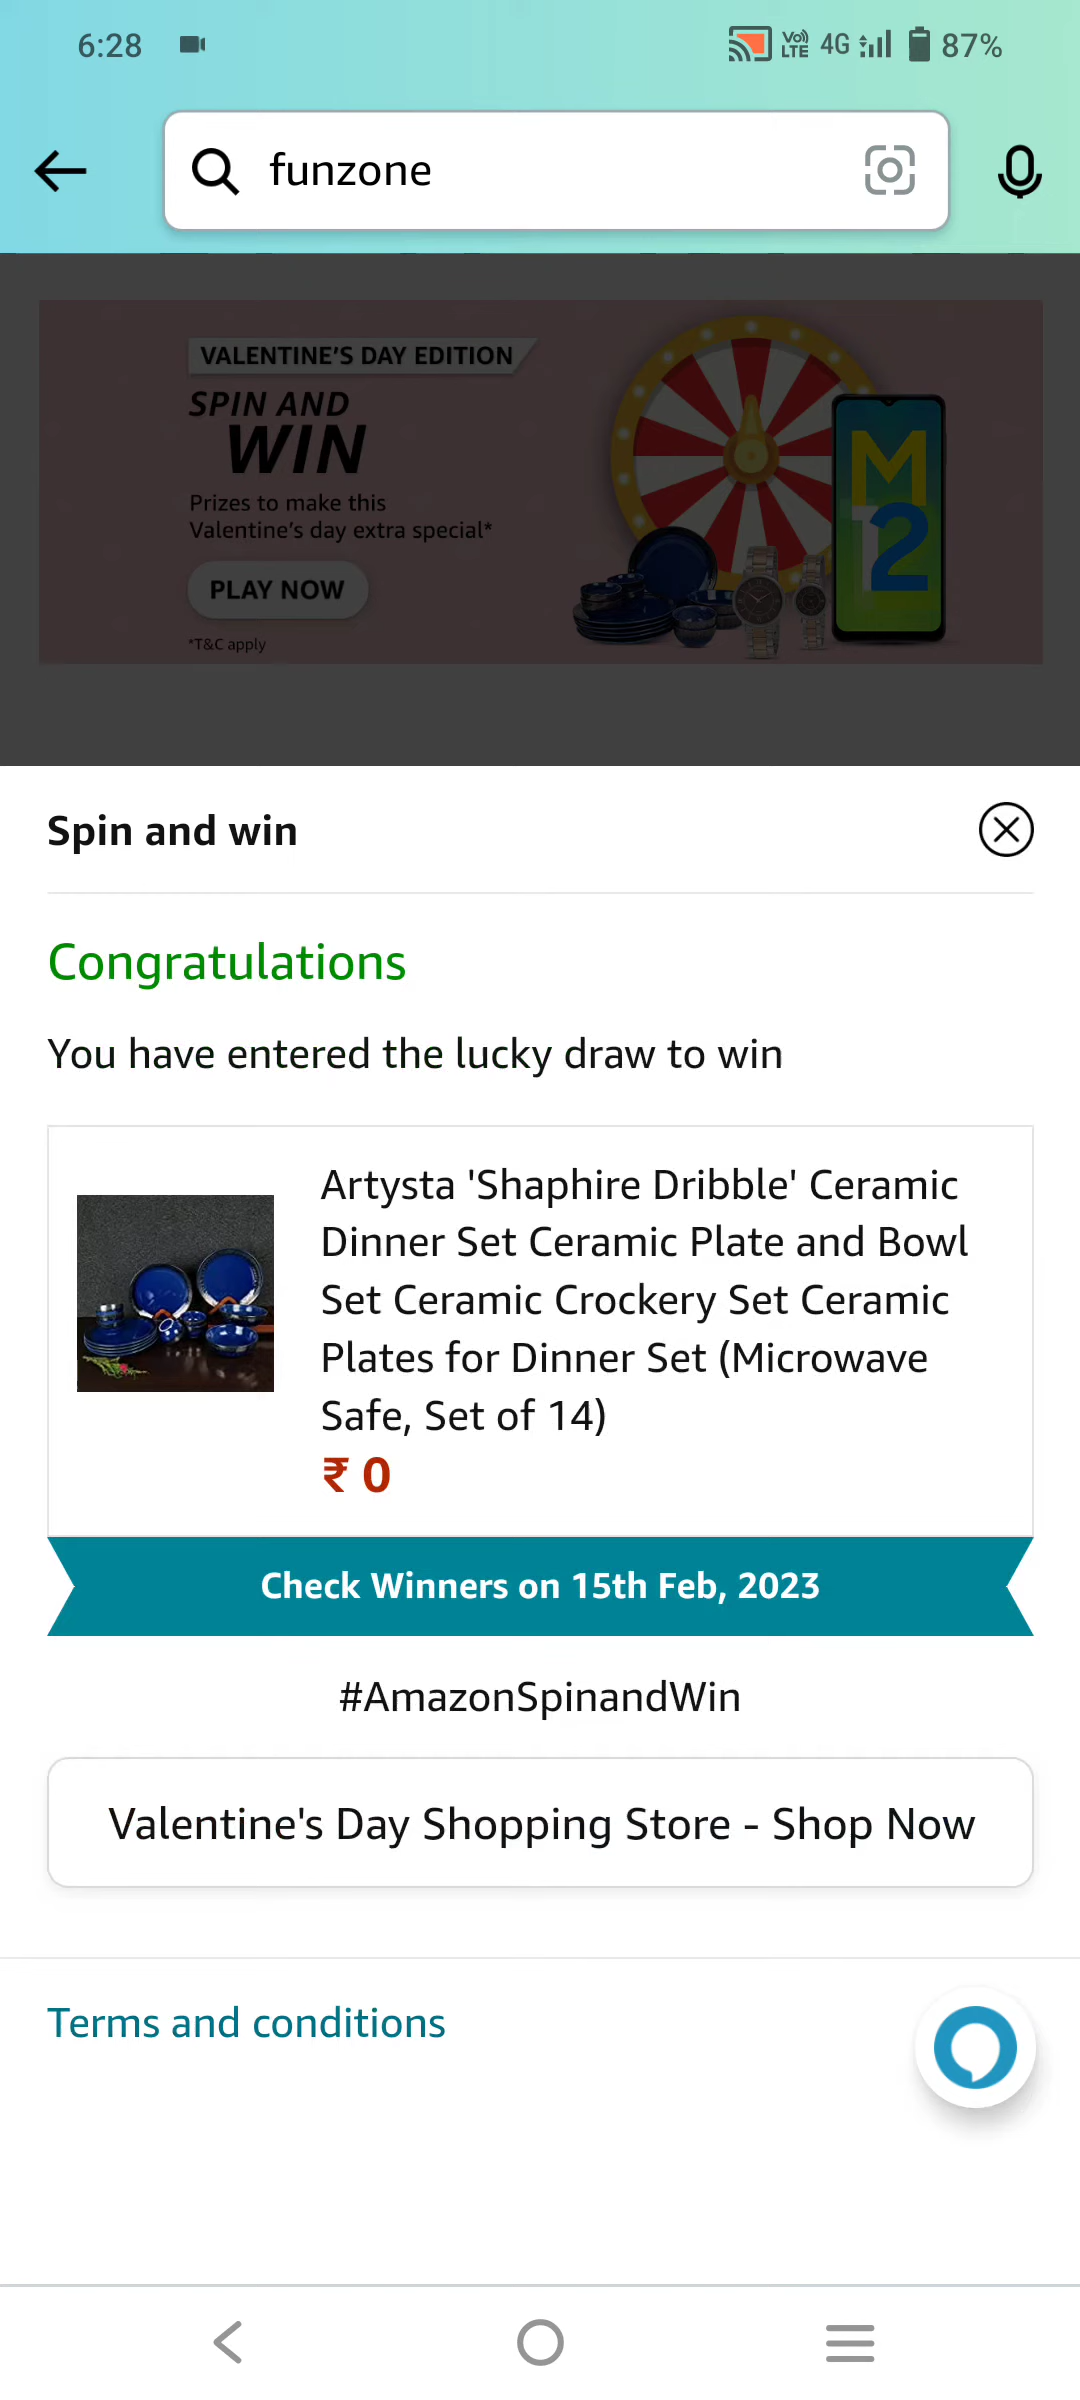 6:28
Vo)) LTE 4G 87%
funzone
VALENTINE'S DAY EDITION
SPIN AND
WIN
Prizes to make this
Valentine's day extra special*
PLAY NOW
*T&C apply
M
12
Spin and win
Congratulations
You have entered the lucky draw to win
Artysta 'Shaphire Dribble' Ceramic
Dinner Set Ceramic Plate and Bowl
Set Ceramic Crockery Set Ceramic
Plates for Dinner Set (Microwave
Safe, Set of 14)
₹ 0
Check Winners on 15th Feb, 2023
#AmazonSpinandWin
Valentine's Day Shopping Store - Shop Now
Terms and conditions